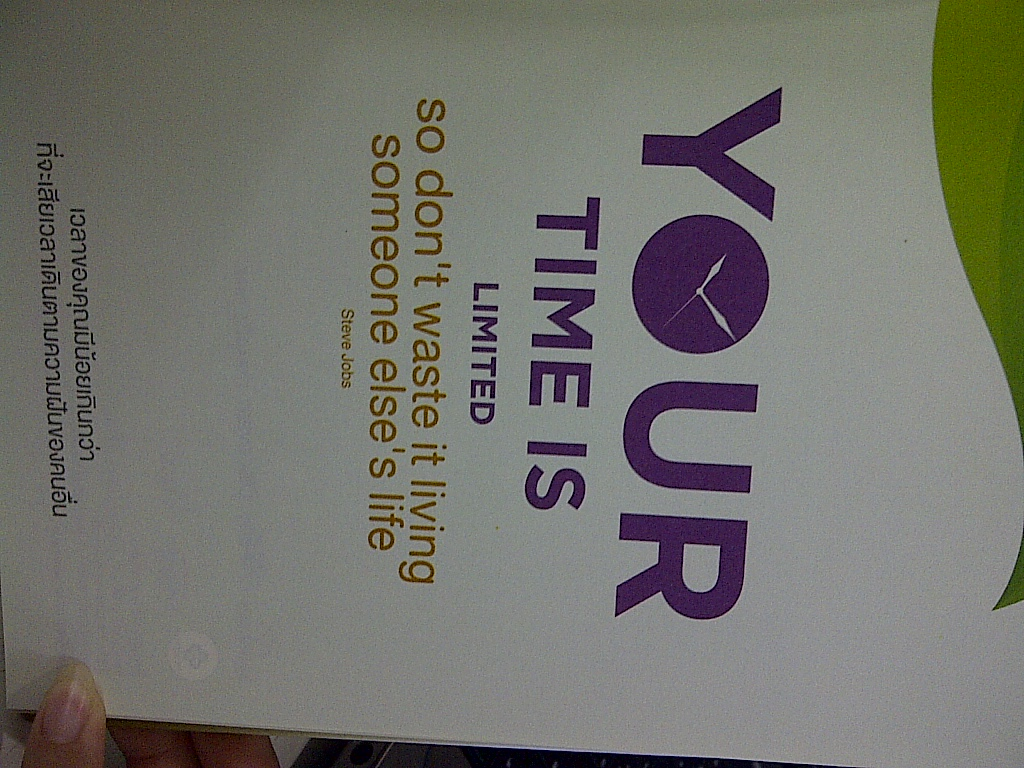 YOUR
TIME IS
LIMITED
so don't waste it living
someone else's life
Steve Jobs
เวลาของคุณมีน้อยเกินกว่า
ที่จะเสียเวลาเดินตามความฝันของคนอื่น